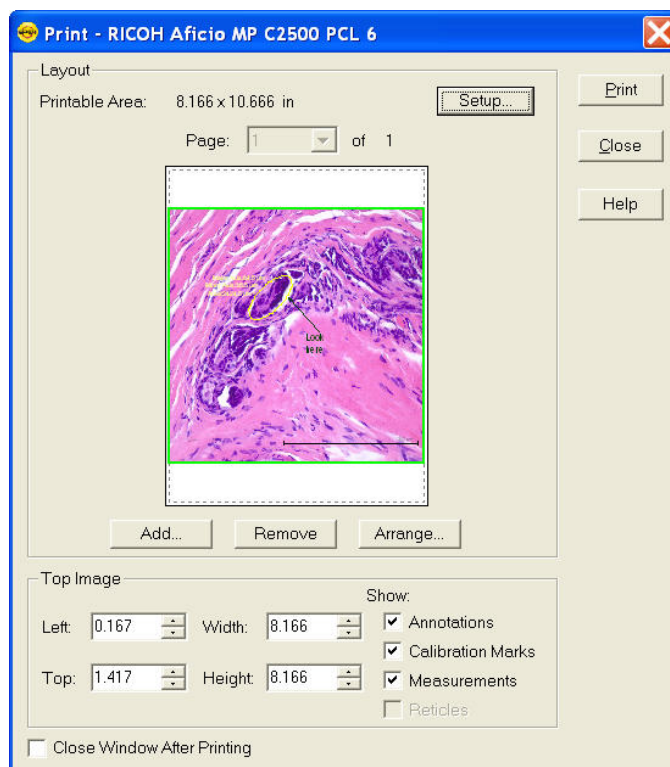 Print - RICOH Aficio MP C2500 PCL 6
Layout
Printable Area: 8.166 x 10.666 in
Setup...
Print
Page: 1 of 1
Close
Help
Look
here
Add...
Remove
Arrange...
Top Image
Show:
Left: 0.167 Width: 8.166
Annotations
Calibration Marks
Top: 1.417 Height: 8.166
Measurements
Reticles
Close Window After Printing